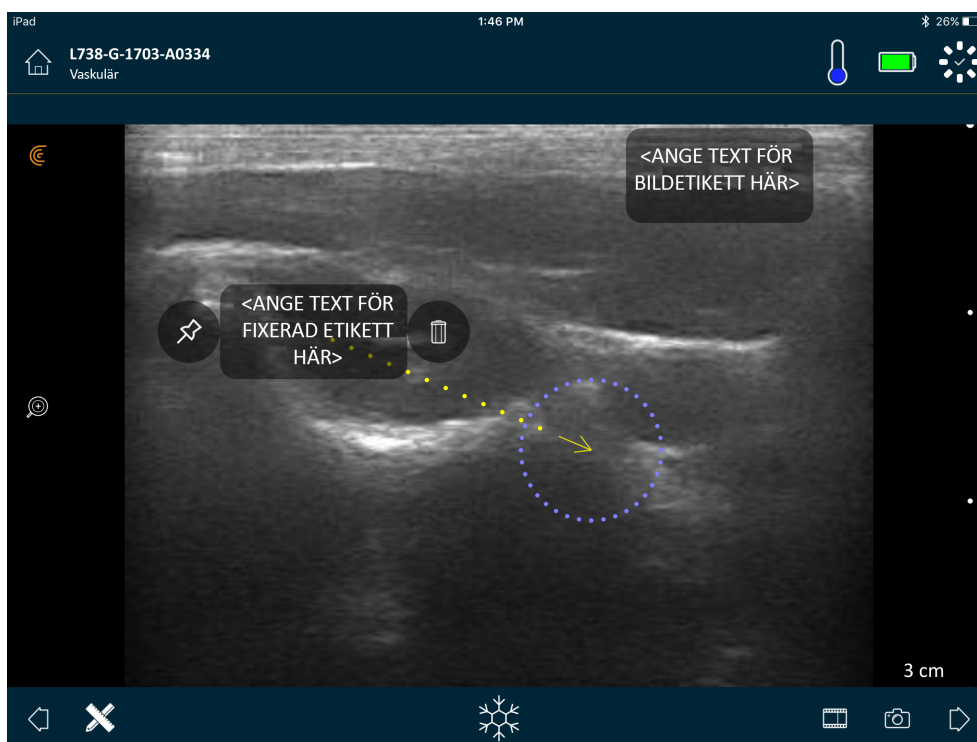 iPad
1:46 PM
26%
L738-G-1703-A0334
Vaskulär
<ANGE TEXT FÖR
BILDETIKETT HÄR>
<ANGE TEXT FÖR
FIXERAD ETIKETT
HÄR>
3 cm